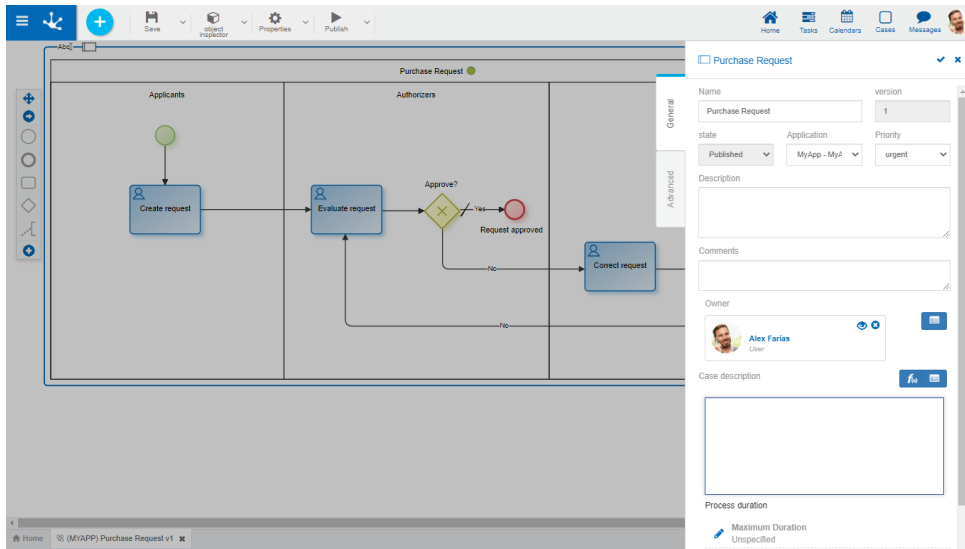 Save
object
inspector
Properties
Publish
Home
Tasks
Calendars
Cases
Messages
Abc
Purchase Request
Applicants
Authorizers
Create request
Evaluate request
Approve?
Yes
Request approved
No
Correct request
No
General
Advanced
Purchase Request
Name
version
Purchase Request
1
state
Application
Priority
Published
MyApp - MyA
urgent
Description
Comments
Owner
Alex Farías
User
Case description
f(x)
Process duration
Maximum Duration
Unspecified
Home
(MYAPP) Purchase Request v1